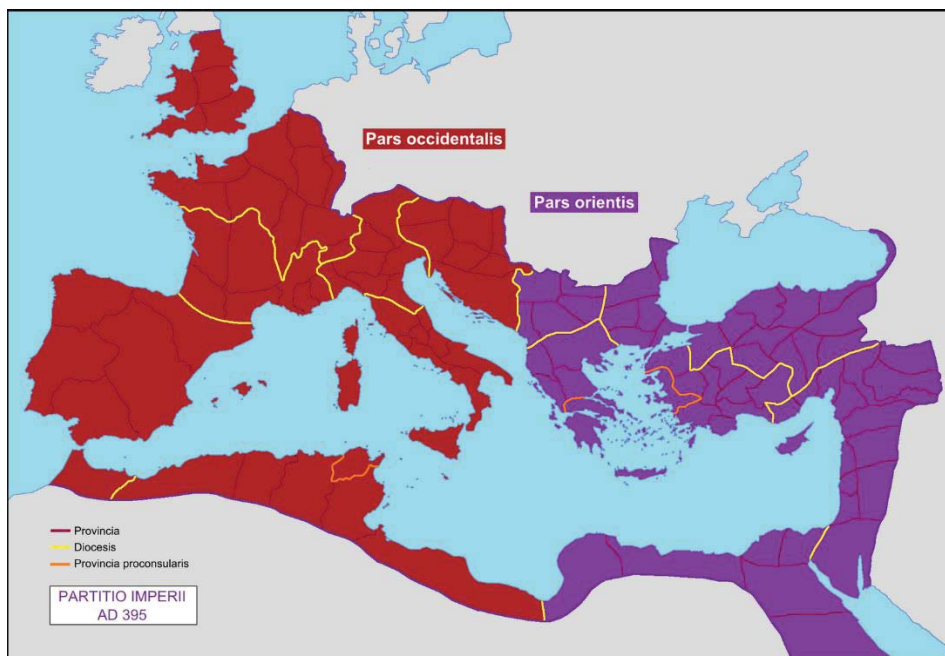 Pars occidentalis
Pars orientis
Provincia
Diocesis
Provincia proconsularis
PARTITIO IMPERII
AD 395